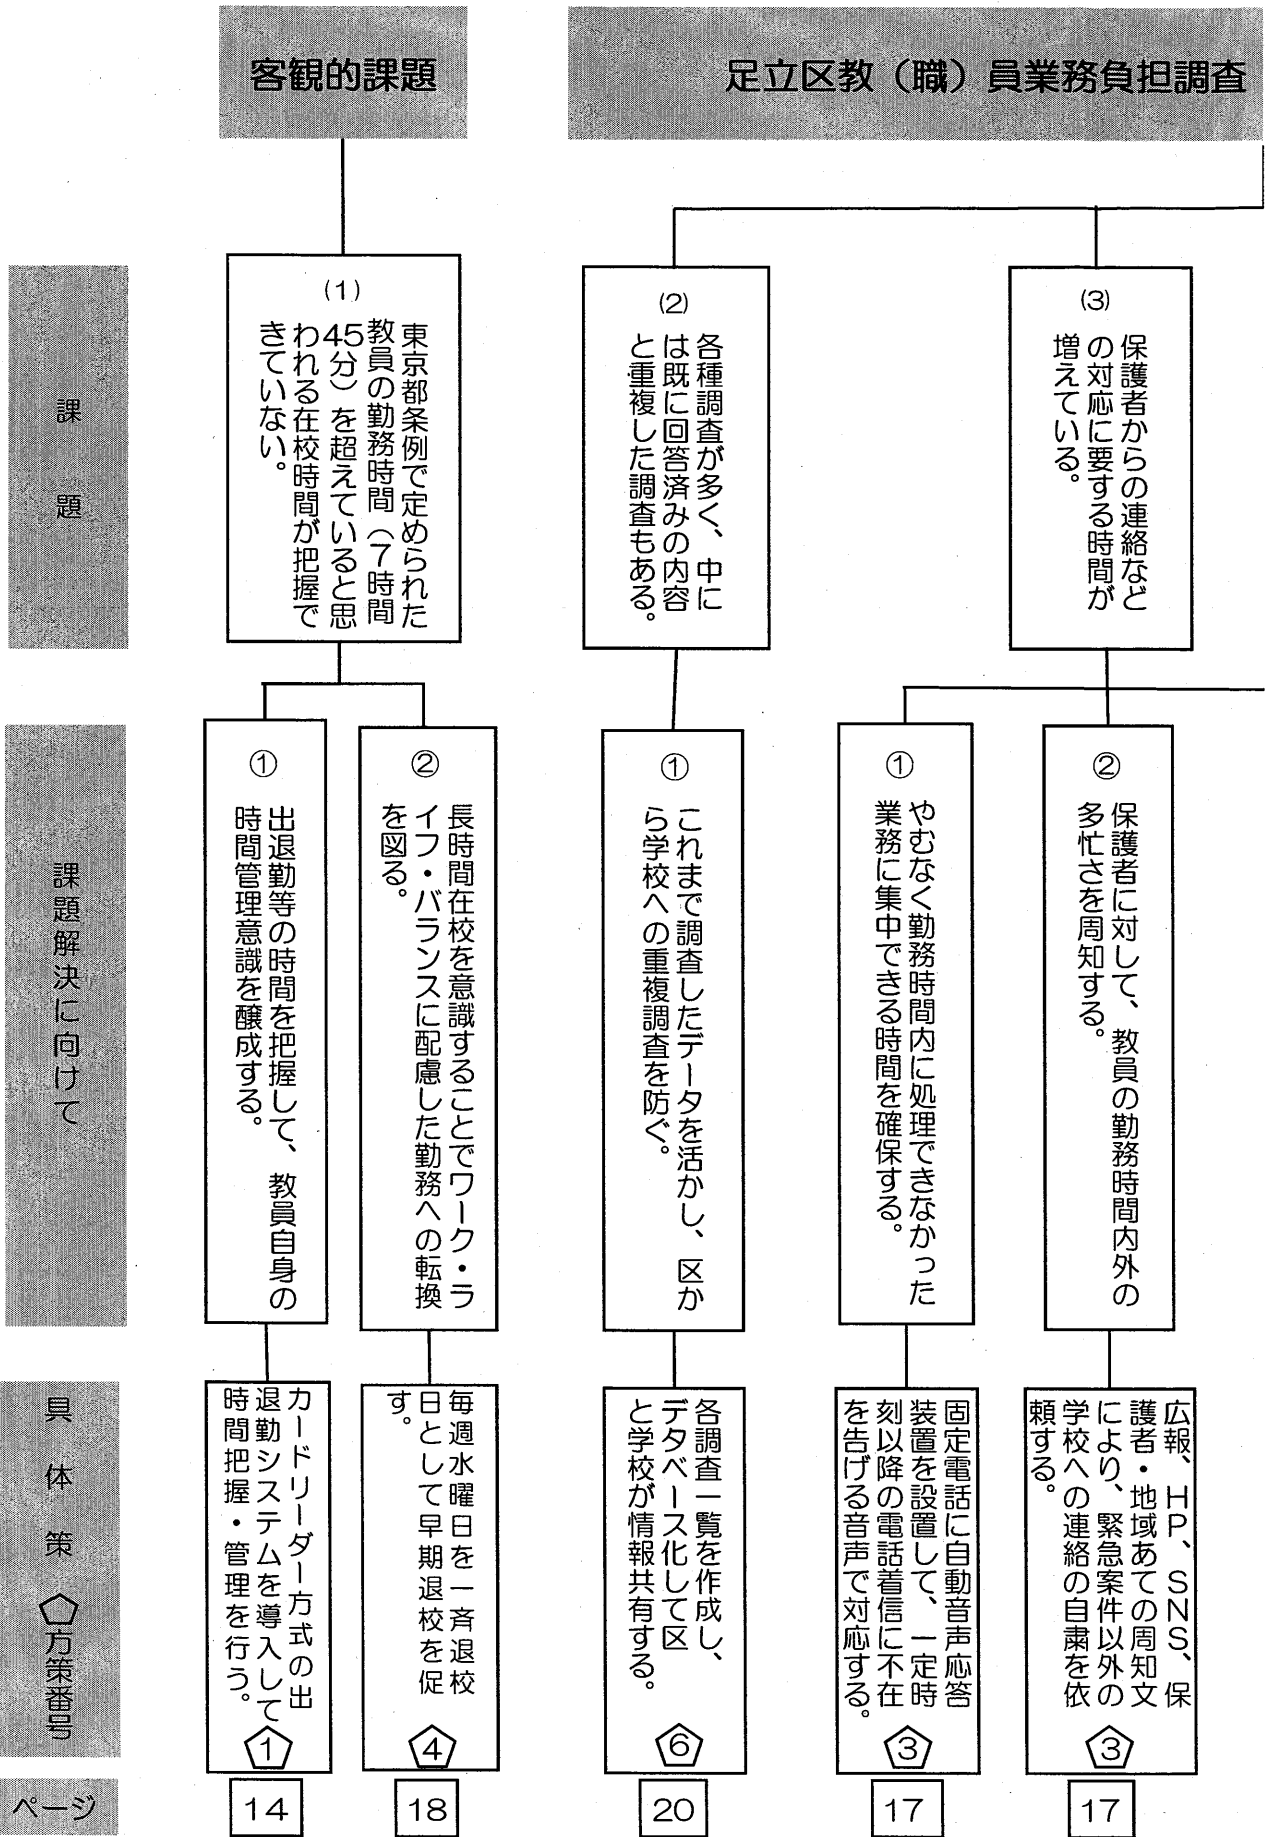 客観的課題
足立区教（職）員業務負担調査
課題
(1)
東京都条例で定められた
教員の勤務時間（7時間
45分）を超えていると思
われる在校時間が把握で
きていない。
(2)
各種調査が多く、中に
は既に回答済みの内容
と重複した調査もある。
(3)
保護者からの連絡など
の対応に要する時間が
増えている。
課題解決に向けて
①
出退勤等の時間を把握して、教員自身の
時間管理意識を醸成する。
②
長時間在校を意識することでワーク・ラ
イフ・バランスに配慮した勤務への転換
を図る。
①
これまで調査したデータを活かし、区か
ら学校への重複調査を防ぐ。
①
やむなく勤務時間内に処理できなかった
業務に集中できる時間を確保する。
②
保護者に対して、教員の勤務時間内外の
多忙さを周知する。
具体策 方策番号
カードリーダー方式の出
退勤システムを導入して
時間把握・管理を行う。
1
毎週水曜日を一斉退校
日として早期退校を促
す。
4
各調査一覧を作成し、
データベース化して区
と学校が情報共有する。
6
固定電話に自動音声応答
装置を設置して、一定時
刻以降の電話着信に不在
を告げる音声で対応する。
3
広報、HP、SNS、保
護者・地域あての周知文
により、緊急案件以外の
学校への連絡の自粛を依
頼する。
3
ページ
14
18
20
17
17